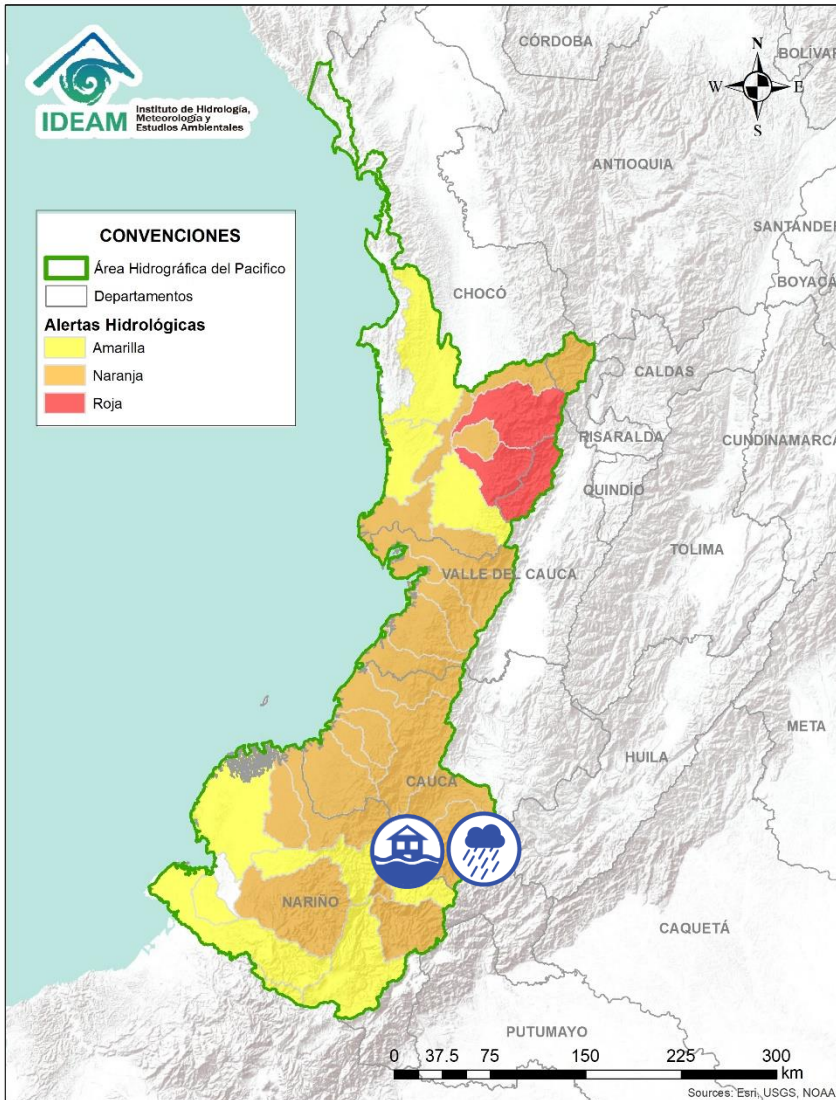 CÓRDOBA
BOLÍVAR
N
W E
S
IDEAM
Instituto de Hidrología,
Meteorología y
Estudios Ambientales
ANTIOQUIA
SANTANDER
CONVENCIONES
Área Hidrográfica del Pacifico
Departamentos
Alertas Hidrológicas
Amarilla
Naranja
Roja
BOYACÁ
CHOCÓ
CALDAS
RISARALDA
CUNDINAMARCA
QUINDÍO
TOLIMA
VALLE DEL CAUCA
META
HUILA
CAUCA
NARIÑO
CAQUETÁ
PUTUMAYO
0 37.5 75 150 225 300
km
Sources: Esri, USGS, NOAA